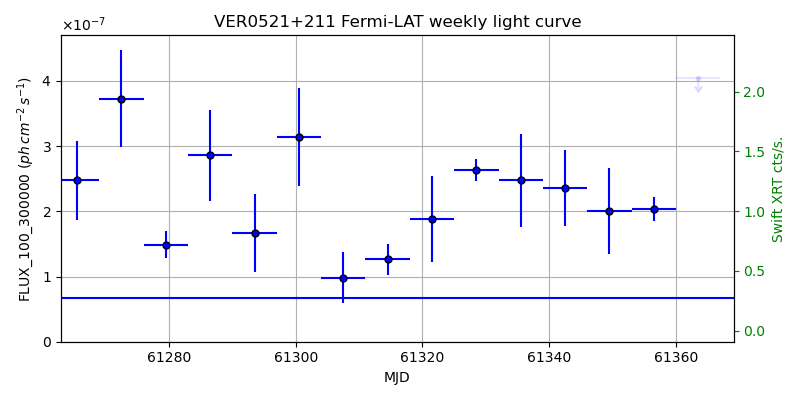 VER0521+211 Fermi-LAT weekly light curve
×10⁻⁷
FLUX_100_300000 (ph cm⁻² s⁻¹)
4
3
2
1
0
2.0
1.5
1.0
0.5
0.0
Swift XRT cts/s.
61280 61300 61320 61340 61360
MJD